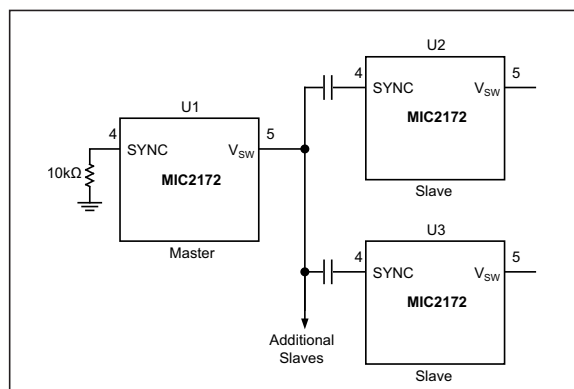 U1
4
SYNC
V_SW
5
10kΩ
MIC2172
Master
U2
4
SYNC
V_SW
5
MIC2172
Slave
U3
4
SYNC
V_SW
5
MIC2172
Slave
Additional
Slaves